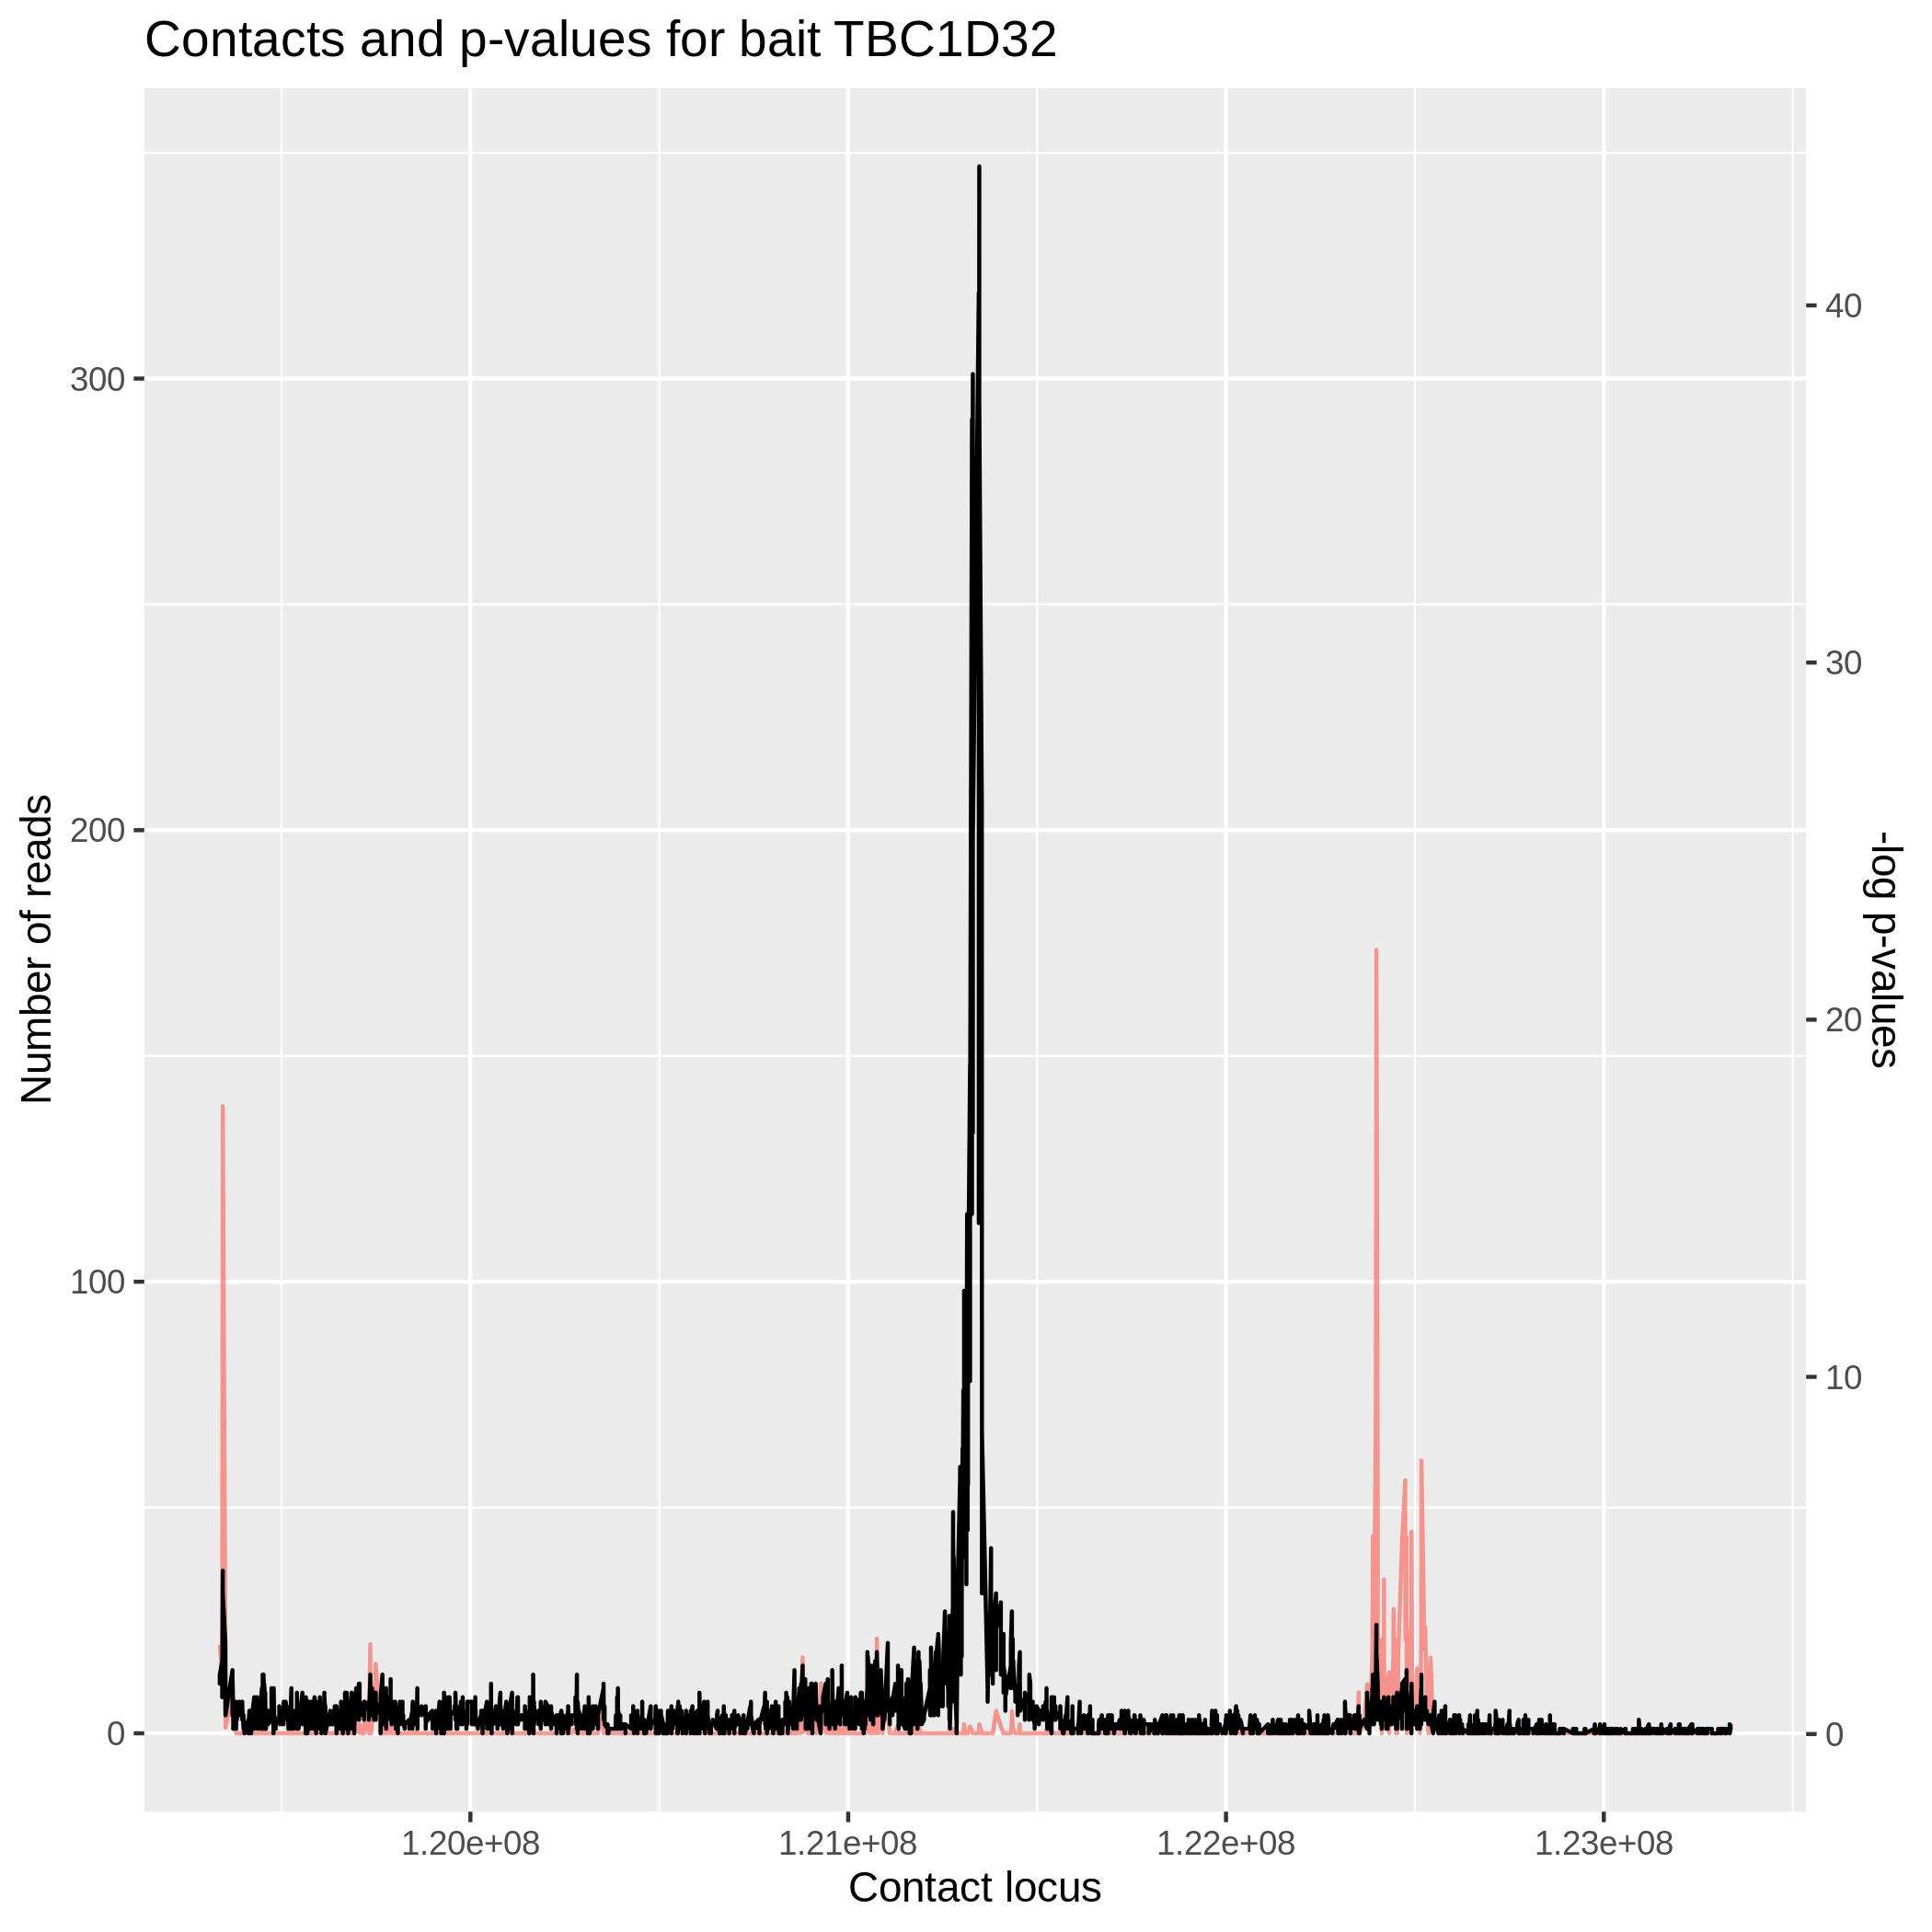 Contacts and p-values for bait TBC1D32
Number of reads
300
200
100
0
40
30
20
10
0
-log p-values
1.20e+08
1.21e+08
1.22e+08
1.23e+08
Contact locus